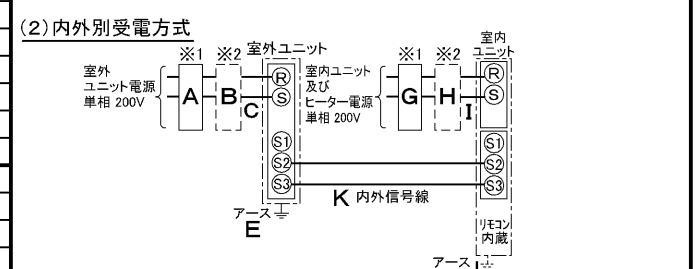 (2)内外別受電方式
※1 ※2 室外ユニット
室外
ユニット電源
単相 200V
A B C
R
S
S1
S2
S3
アース
E
K 内外信号線
※1 ※2 室内
ユニット
室内ユニット
及び
ヒーター電源
単相 200V
G H I
R
S
S1
S2
S3
リモコン
内蔵
アース